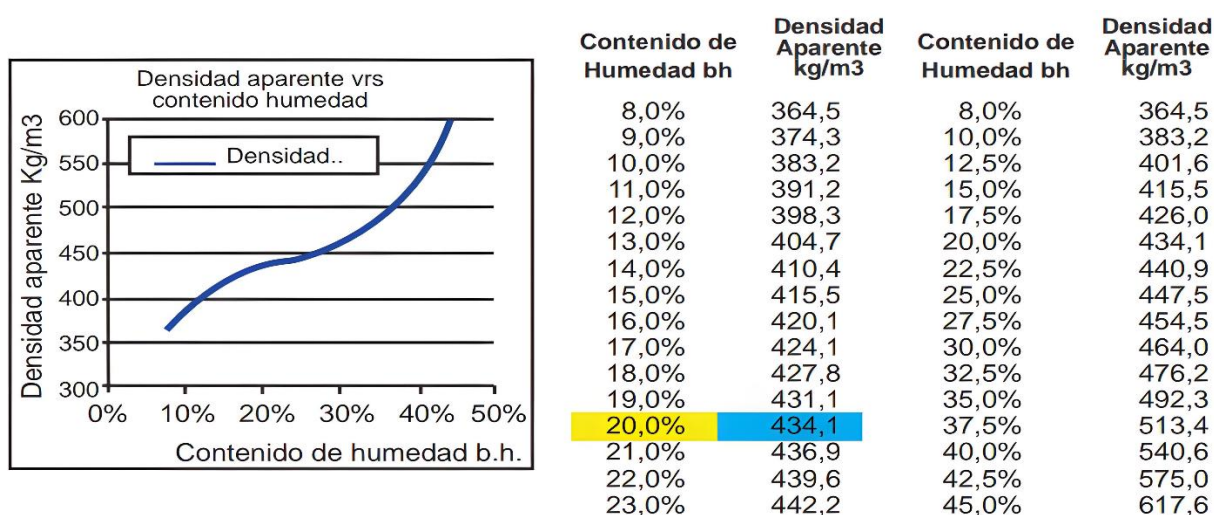 Densidad aparente vrs
contenido humedad
Densidad aparente Kg/m3
600
550
500
450
400
350
300
Densidad..
0% 10% 20% 30% 40% 50%
Contenido de humedad b.h.
Contenido de Humedad bh Densidad Aparente kg/m3 Contenido de Humedad bh Densidad Aparente kg/m3
8,0% 364,5 8,0% 364,5
9,0% 374,3 10,0% 383,2
10,0% 383,2 12,5% 401,6
11,0% 391,2 15,0% 415,5
12,0% 398,3 17,5% 426,0
13,0% 404,7 20,0% 434,1
14,0% 410,4 22,5% 440,9
15,0% 415,5 25,0% 447,5
16,0% 420,1 27,5% 454,5
17,0% 424,1 30,0% 464,0
18,0% 427,8 32,5% 476,2
19,0% 431,1 35,0% 492,3
20,0% 434,1 37,5% 513,4
21,0% 436,9 40,0% 540,6
22,0% 439,6 42,5% 575,0
23,0% 442,2 45,0% 617,6